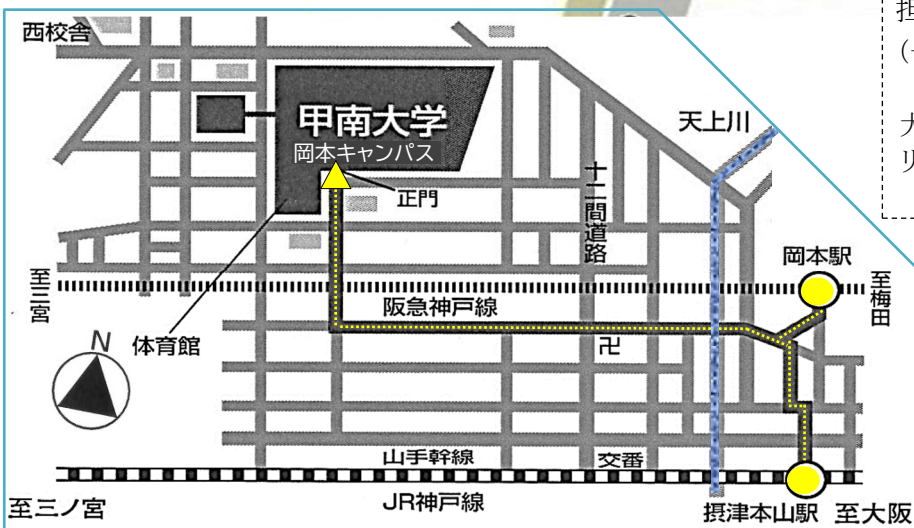 西校舎
甲南大学
岡本キャンパス
正門
天上川
十二間道路
岡本駅
至梅田
至三宮
阪急神戸線
体育館
卍
N
山手幹線
交番
JR神戸線
至三ノ宮
摂津本山駅
至大阪